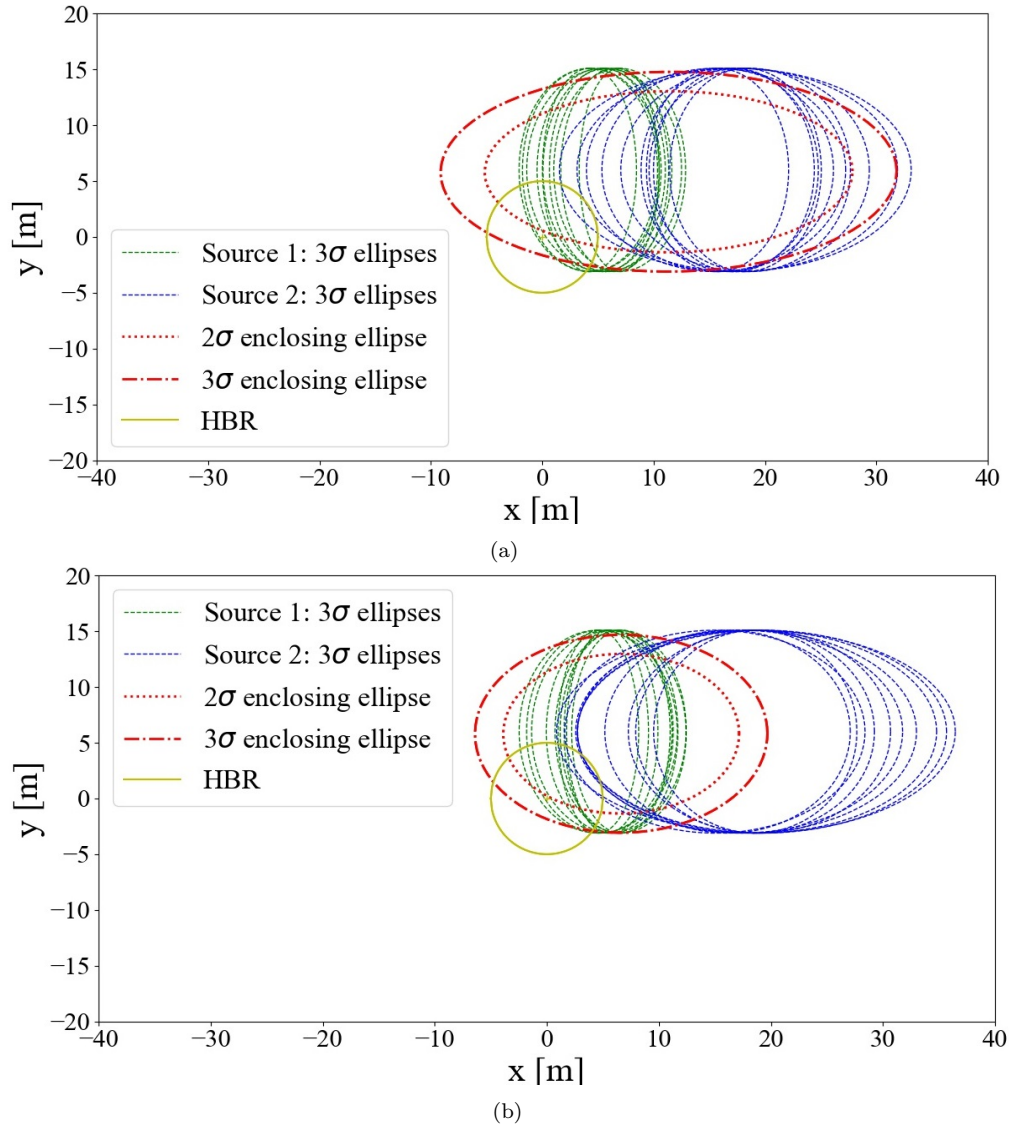 20
15
10
5
0
−5
−10
−15
−20
y [m]
Source 1: 3σ ellipses
Source 2: 3σ ellipses
2σ enclosing ellipse
3σ enclosing ellipse
HBR
−40 −30 −20 −10 0 10 20 30 40
x [m]
(a)
20
15
10
5
0
−5
−10
−15
−20
y [m]
Source 1: 3σ ellipses
Source 2: 3σ ellipses
2σ enclosing ellipse
3σ enclosing ellipse
HBR
−40 −30 −20 −10 0 10 20 30 40
x [m]
(b)